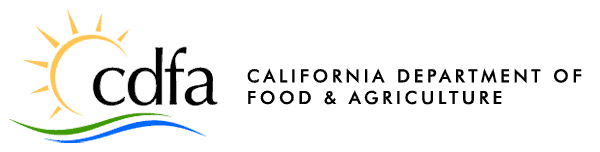 cdfa
CALIFORNIA DEPARTMENT OF
FOOD & AGRICULTURE